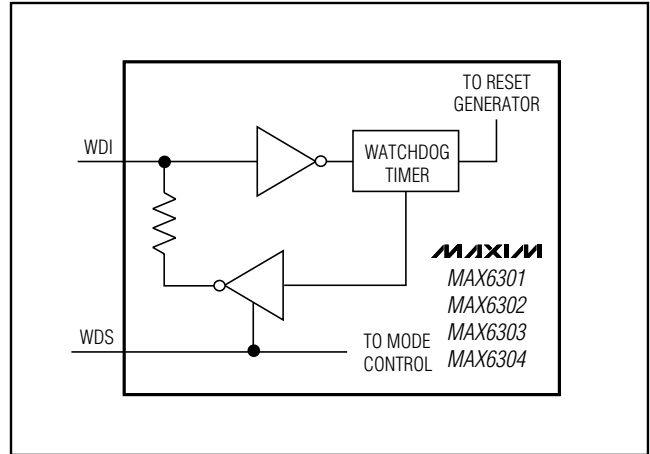 TO RESET
GENERATOR
WDI
WATCHDOG
TIMER
MAXIM
MAX6301
MAX6302
MAX6303
MAX6304
WDS
TO MODE
CONTROL